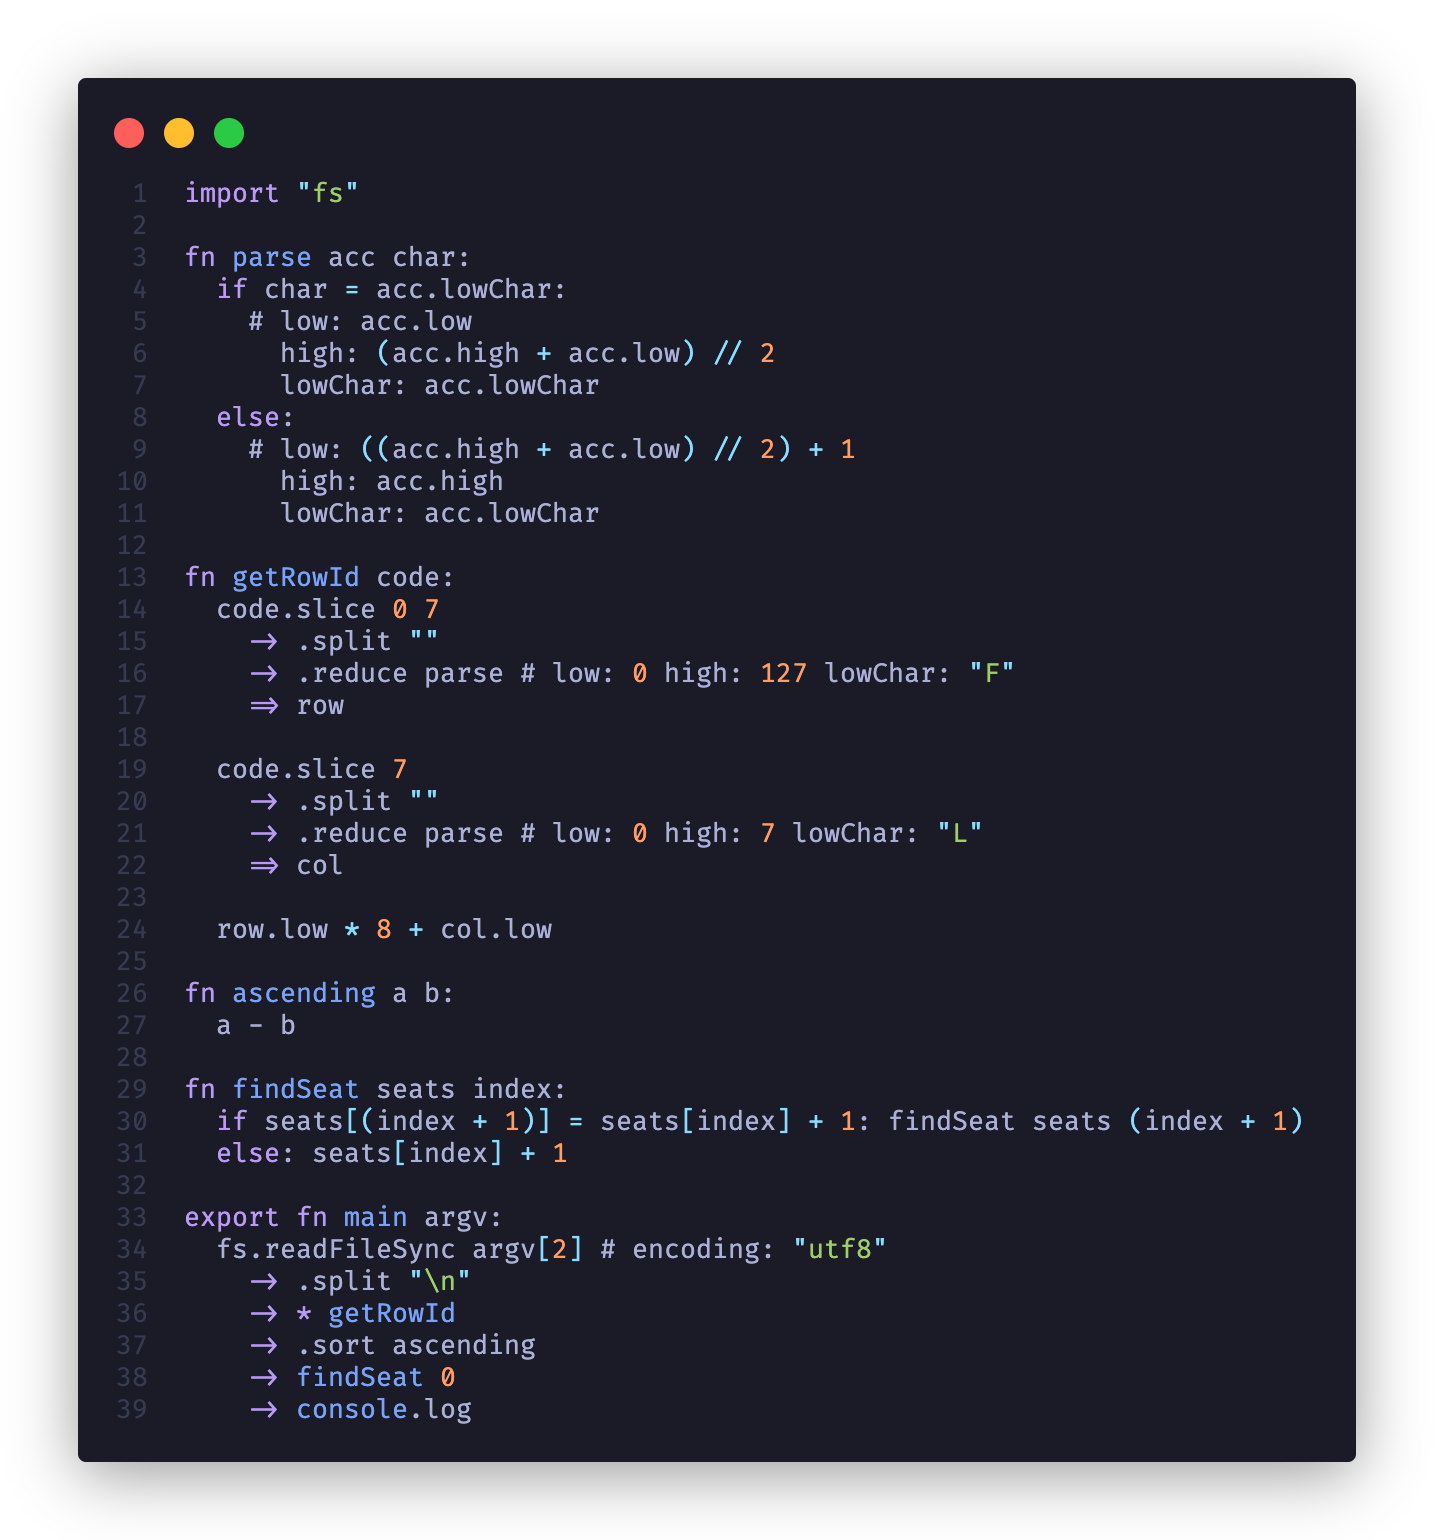 1 import "fs"
2
3 fn parse acc char:
4   if char = acc.lowChar:
5     # low: acc.low
6       high: (acc.high + acc.low) // 2
7       lowChar: acc.lowChar
8   else:
9     # low: ((acc.high + acc.low) // 2) + 1
10       high: acc.high
11       lowChar: acc.lowChar
12
13 fn getRowId code:
14   code.slice 0 7
15     -> .split ""
16     -> .reduce parse # low: 0 high: 127 lowChar: "F"
17     => row
18
19   code.slice 7
20     -> .split ""
21     -> .reduce parse # low: 0 high: 7 lowChar: "L"
22     => col
23
24   row.low * 8 + col.low
25
26 fn ascending a b:
27   a - b
28
29 fn findSeat seats index:
30   if seats[(index + 1)] = seats[index] + 1: findSeat seats (index + 1)
31   else: seats[index] + 1
32
33 export fn main argv:
34   fs.readFileSync argv[2] # encoding: "utf8"
35     -> .split "\n"
36     -> * getRowId
37     -> .sort ascending
38     -> findSeat 0
39     -> console.log